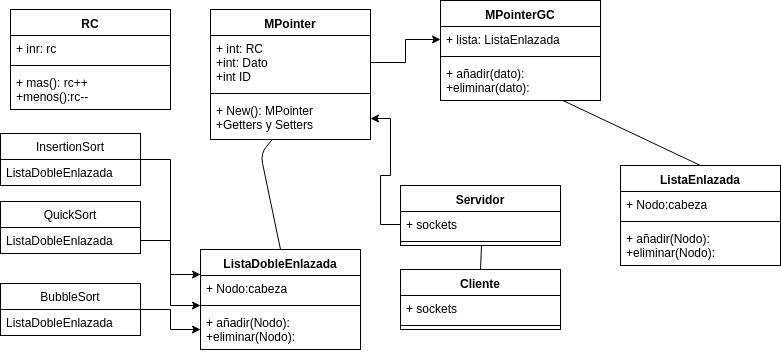 RC
+ inr: rc
+ mas(): rc++
+menos():rc--
MPointer
+ int: RC
+int: Dato
+int ID
+ New(): MPointer
+Getters y Setters
MPointerGC
+ lista: ListaEnlazada
+ añadir(dato):
+eliminar(dato):
InsertionSort
ListaDobleEnlazada
QuickSort
ListaDobleEnlazada
BubbleSort
ListaDobleEnlazada
ListaDobleEnlazada
+ Nodo:cabeza
+ añadir(Nodo):
+eliminar(Nodo):
Servidor
+ sockets
Cliente
+ sockets
ListaEnlazada
+ Nodo:cabeza
+ añadir(Nodo):
+eliminar(Nodo):